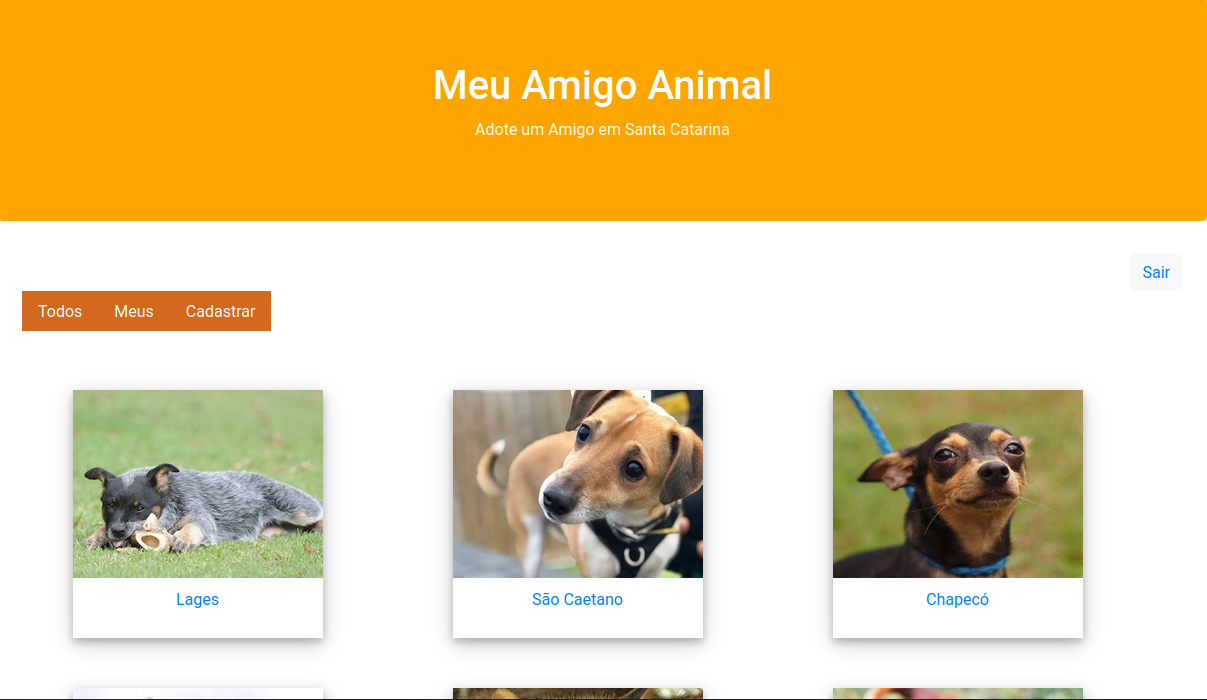 Meu Amigo Animal
Adote um Amigo em Santa Catarina
Sair
Todos Meus Cadastrar
Lages
São Caetano
Chapecó